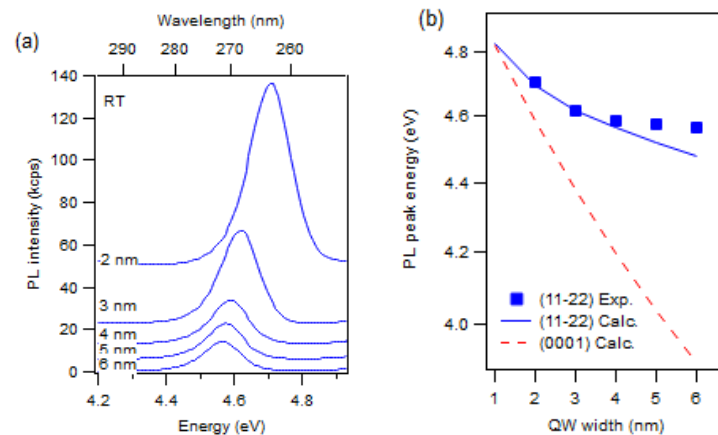 (a)
Wavelength (nm)
290 280 270 260
140
120
100
80
60
40
20
0
PL intensity (kcps)
RT
2 nm
3 nm
4 nm
5 nm
6 nm
4.2 4.4 4.6 4.8
Energy (eV)
(b)
4.8
4.6
4.4
4.2
4.0
PL peak energy (eV)
(11-22) Exp.
(11-22) Calc.
(0001) Calc.
1 2 3 4 5 6
QW width (nm)